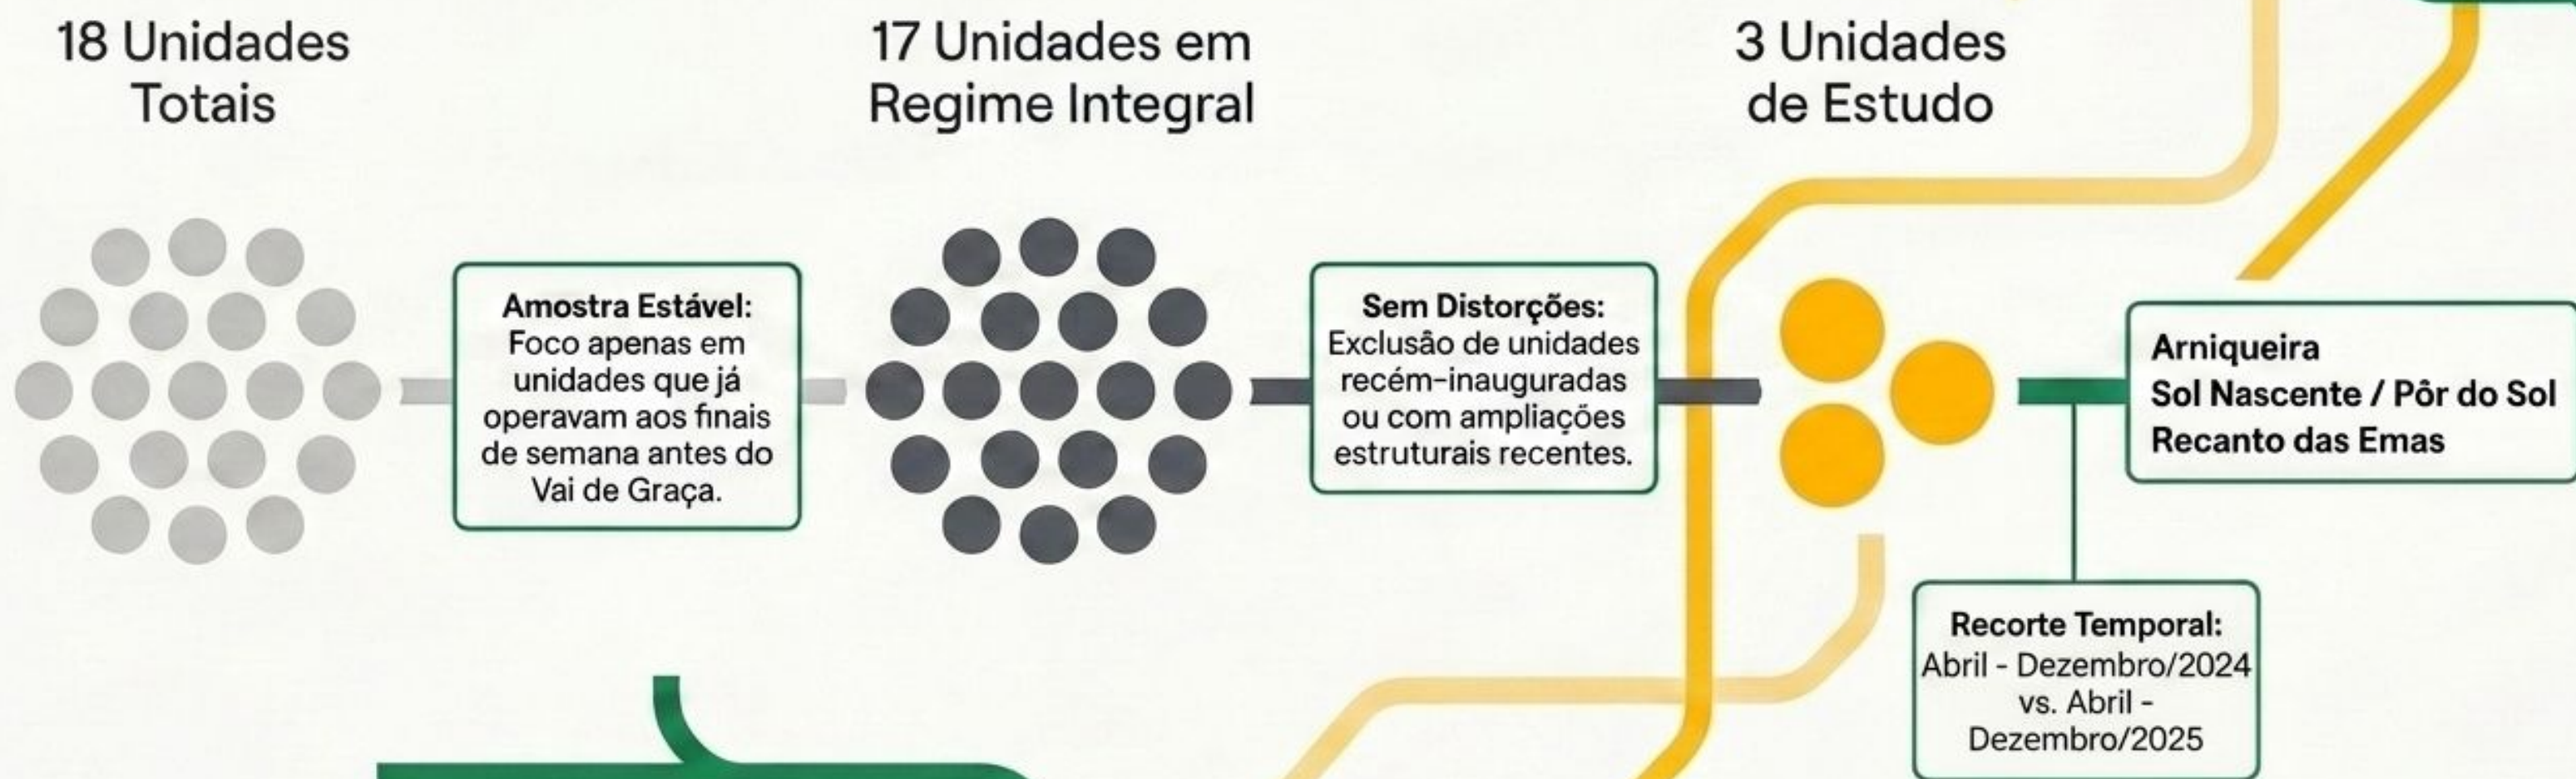 18 Unidades
Totais
17 Unidades em
Regime Integral
3 Unidades
de Estudo
Amostra Estável:
Foco apenas em
unidades que já
operavam aos finais
de semana antes do
Vai de Graça.
Sem Distorções:
Exclusão de unidades
recém-inauguradas
ou com ampliações
estruturais recentes.
Arniqueira
Sol Nascente / Pôr do Sol
Recanto das Emas
Recorte Temporal:
Abril - Dezembro/2024
vs. Abril -
Dezembro/2025